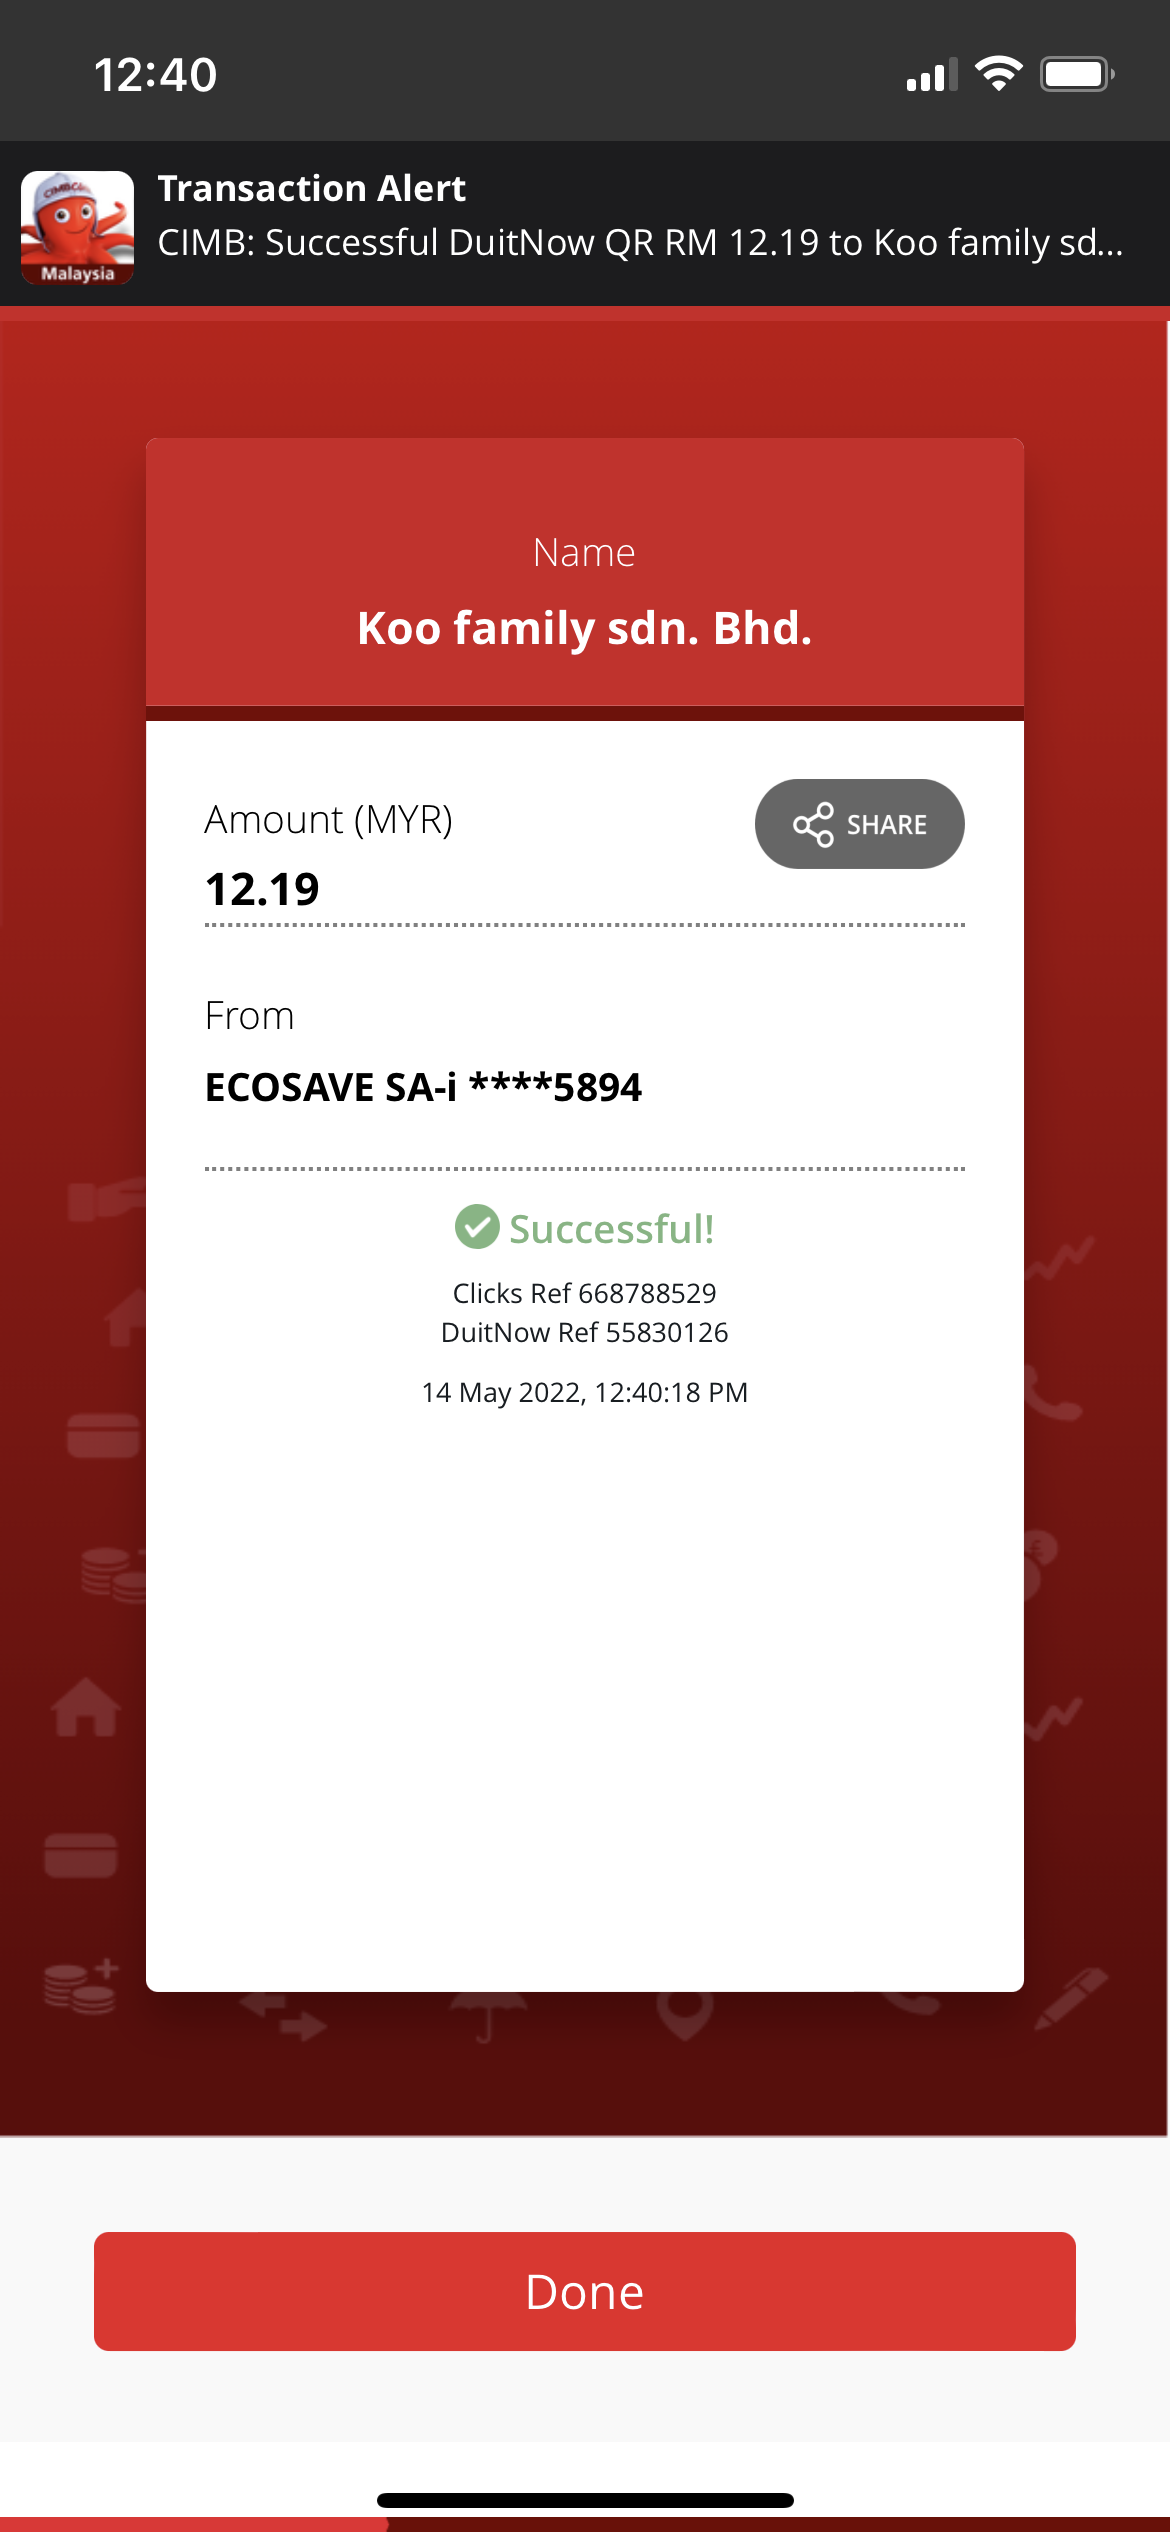 12:40
Transaction Alert
CIMB: Successful DuitNow QR RM 12.19 to Koo family sd...
Malaysia
Name
Koo family sdn. Bhd.
Amount (MYR)
SHARE
12.19
From
ECOSAVE SA-i ****5894
Successful!
Clicks Ref 668788529
DuitNow Ref 55830126
14 May 2022, 12:40:18 PM
Done